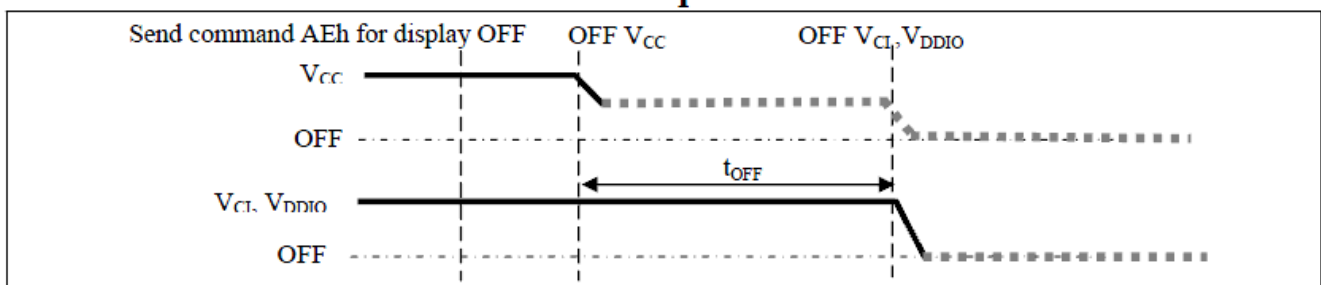 Send command AEh for display OFF OFF VCC OFF VCI, VDDIO
VCC
OFF
tOFF
VCI, VDDIO
OFF